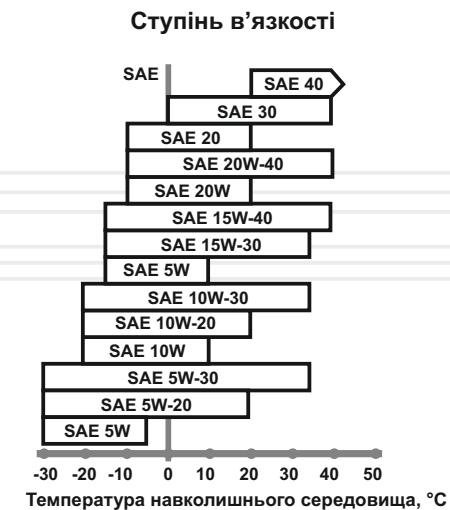 Ступінь в’язкості
SAE
SAE 40
SAE 30
SAE 20
SAE 20W-40
SAE 20W
SAE 15W-40
SAE 15W-30
SAE 5W
SAE 10W-30
SAE 10W-20
SAE 10W
SAE 5W-30
SAE 5W-20
SAE 5W
-30 -20 -10 0 10 20 30 40 50
Температура навколишнього середовища, °C